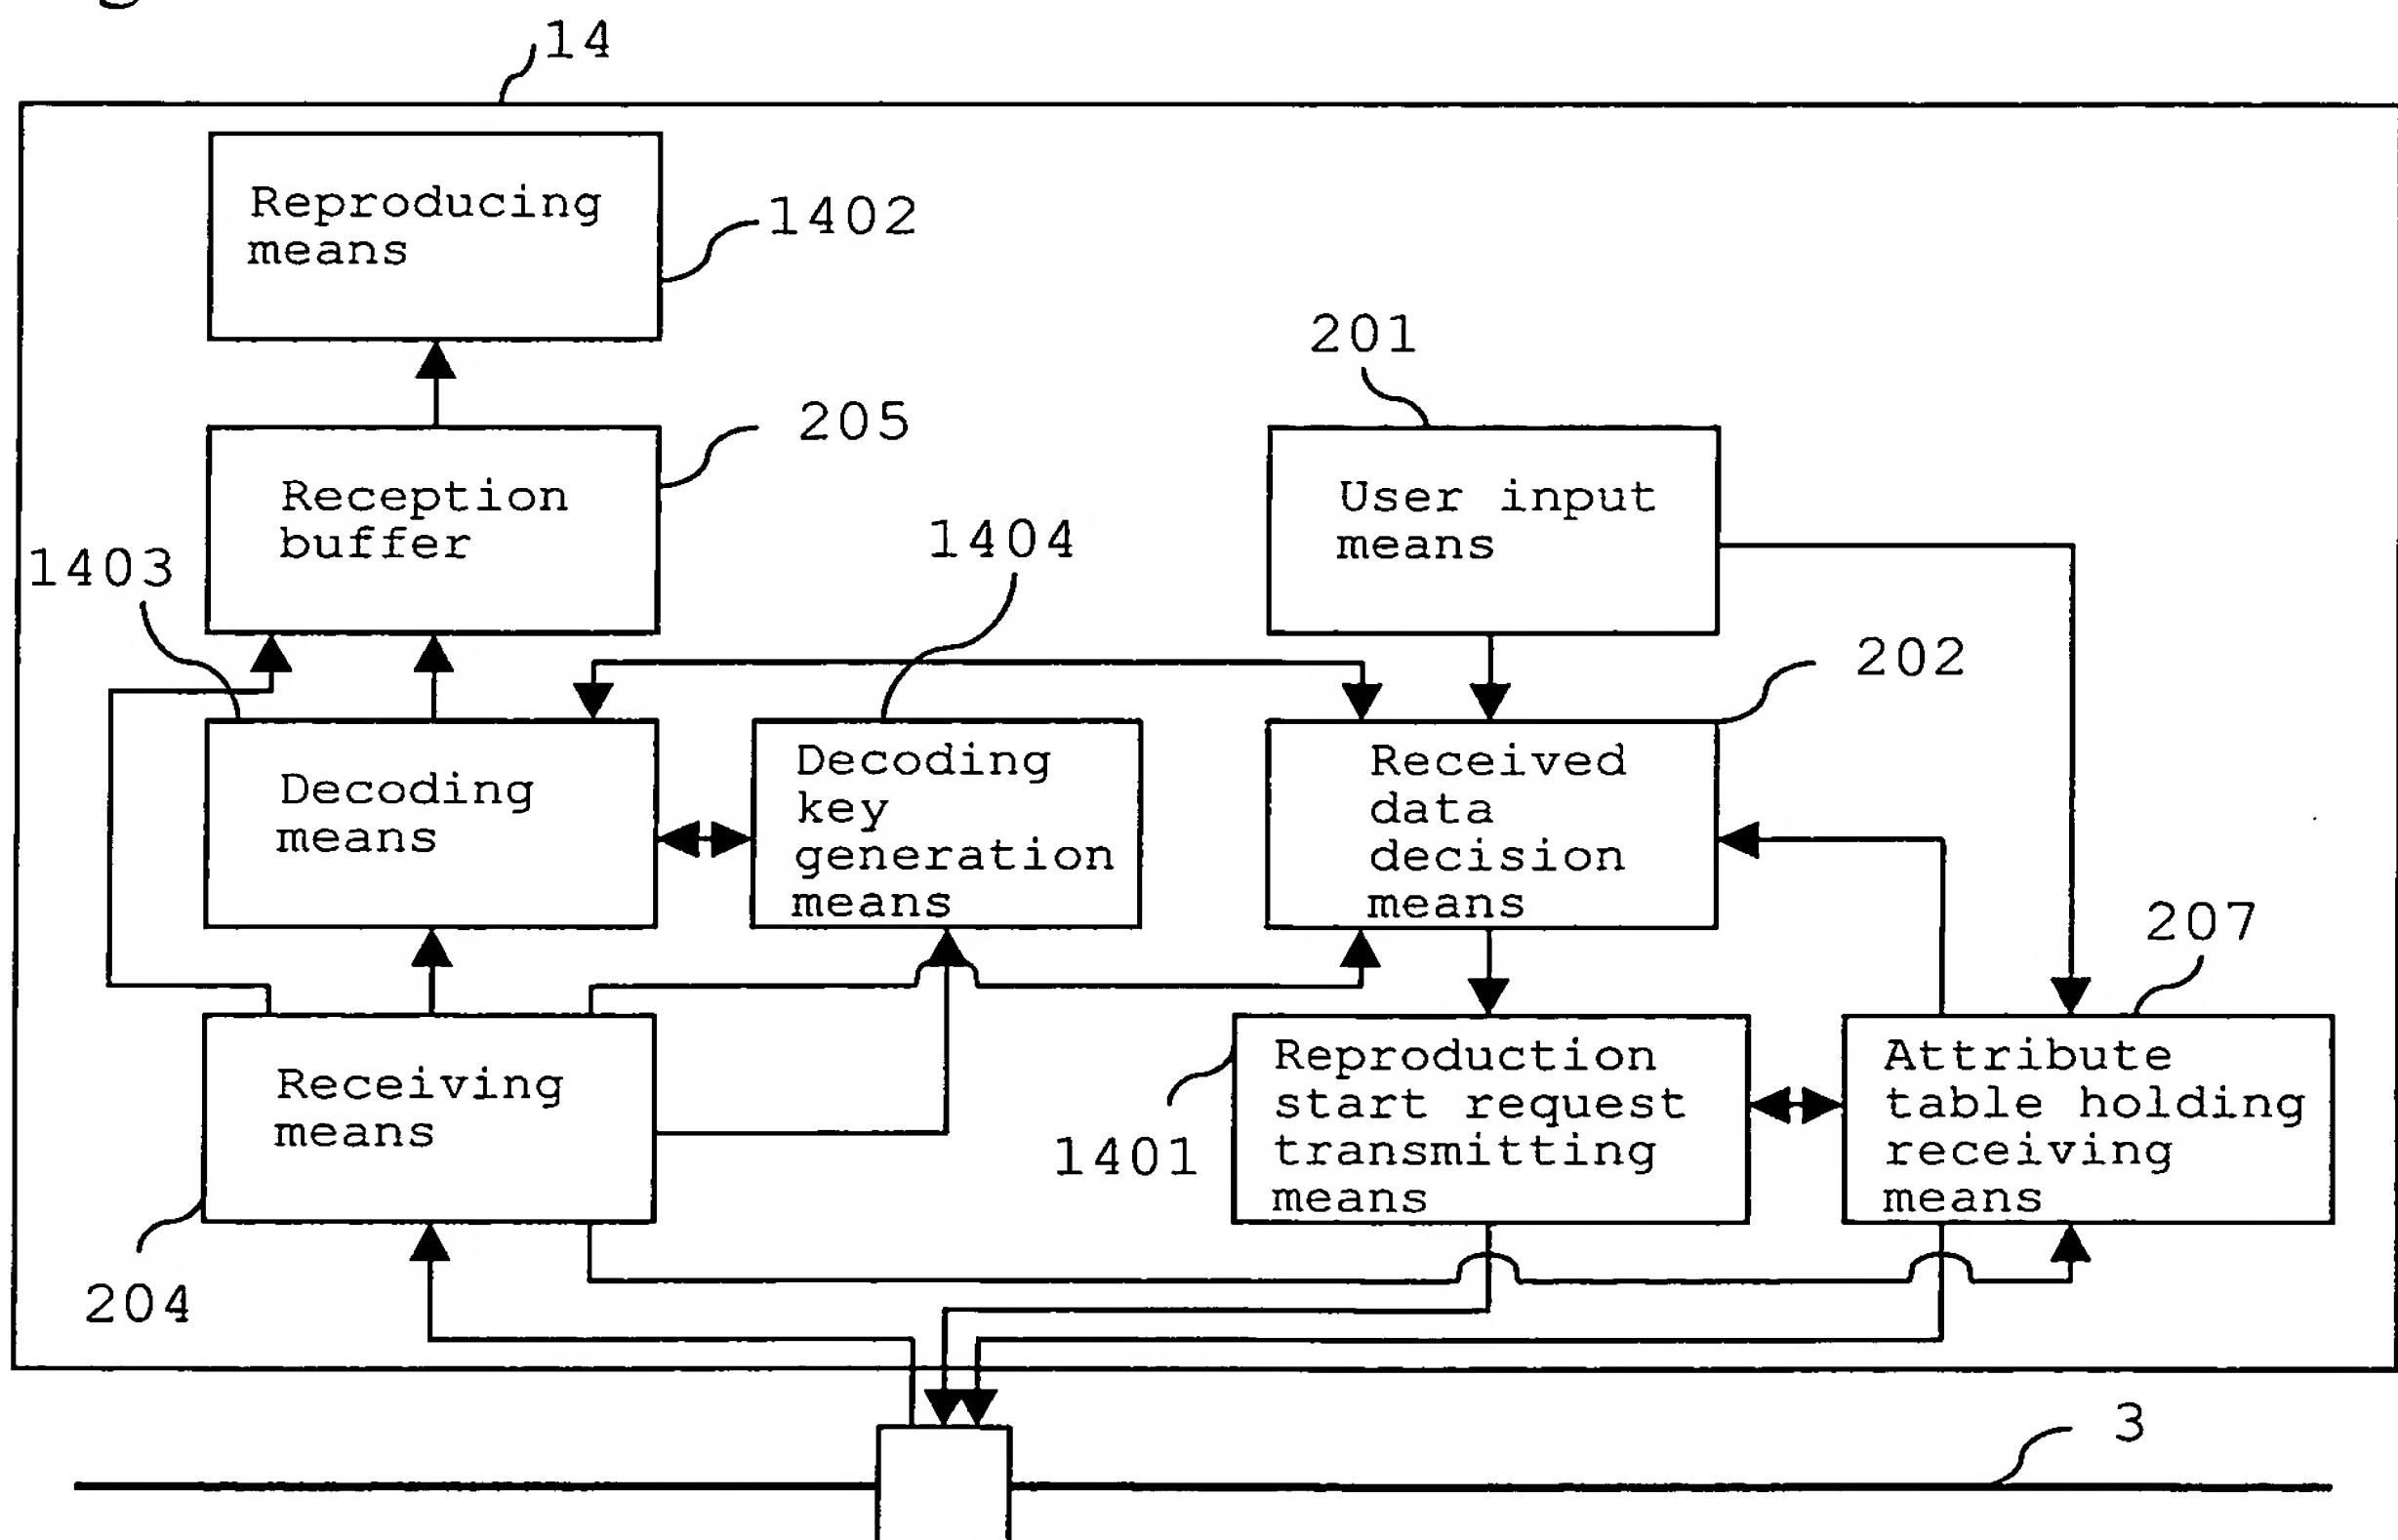 14
Reproducing
means
1402
205
201
Reception
buffer
User input
means
1403
1404
202
Decoding
means
Decoding
key
generation
means
Received
data
decision
means
207
Receiving
means
Reproduction
start request
transmitting
means
Attribute
table holding
receiving
means
1401
204
3